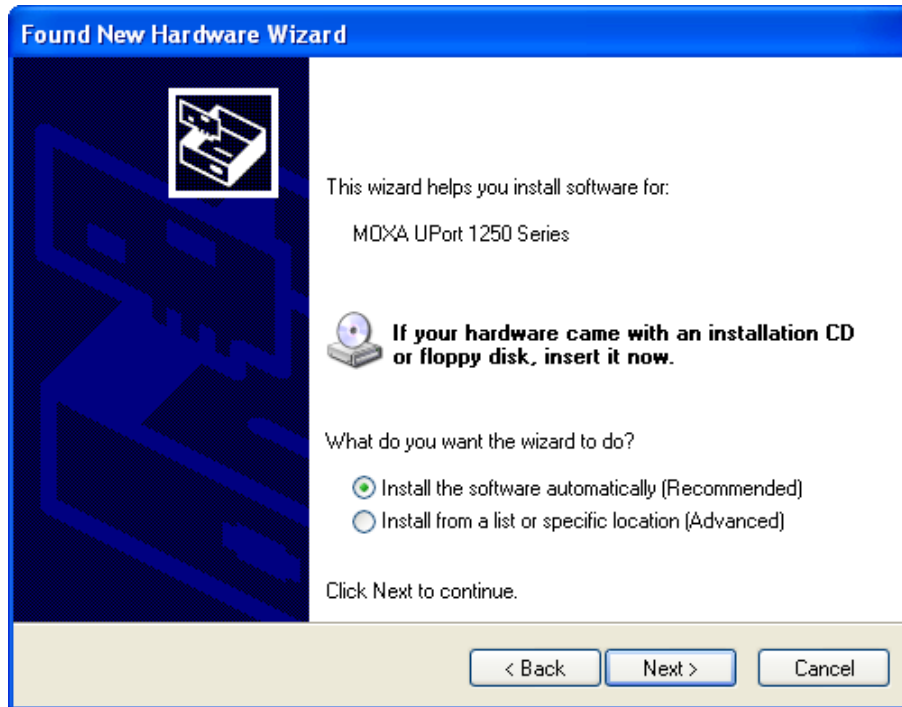 Found New Hardware Wizard
This wizard helps you install software for:
MOXA UPort 1250 Series
If your hardware came with an installation CD
or floppy disk, insert it now.
What do you want the wizard to do?
Install the software automatically (Recommended)
Install from a list or specific location (Advanced)
Click Next to continue.
< Back Next > Cancel